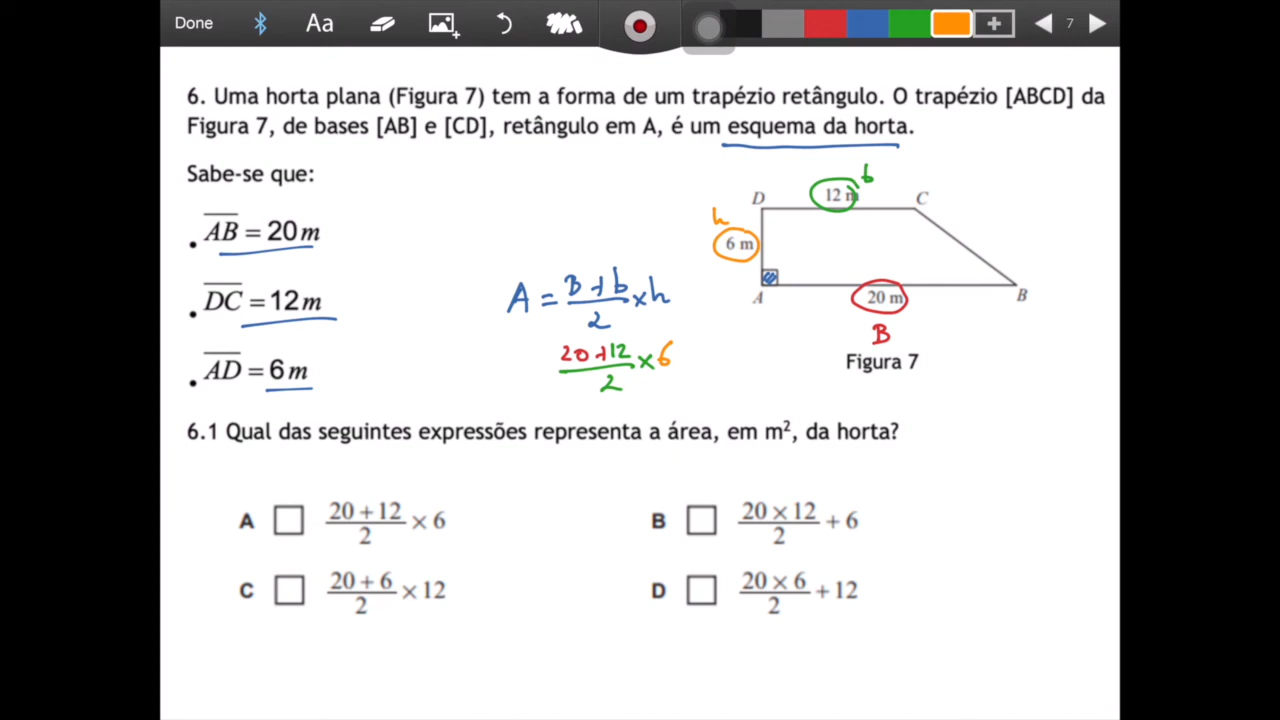 Done Aa 7
6. Uma horta plana (Figura 7) tem a forma de um trapézio retângulo. O trapézio [ABCD] da
Figura 7, de bases [AB] e [CD], retângulo em A, é um esquema da horta.
Sabe-se que:
• AB = 20 m
• DC = 12 m
• AD = 6 m
b
D 12 m C
h
6 m
A 20 m B
B
Figura 7
A = B + b / 2 × h
20 + 12 / 2 × 6
6.1 Qual das seguintes expressões representa a área, em m², da horta?
A 20 + 12 / 2 × 6
B 20 × 12 / 2 + 6
C 20 + 6 / 2 × 12
D 20 × 6 / 2 + 12